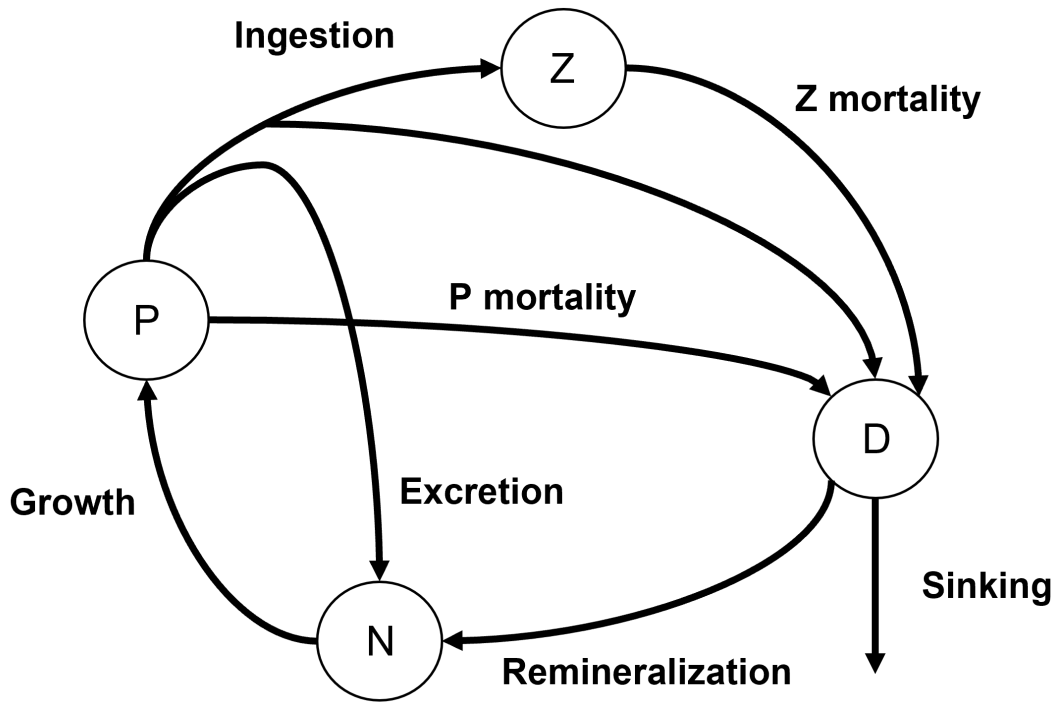 Ingestion
Z
Z mortality
P mortality
P
D
Growth
Excretion
Sinking
N
Remineralization